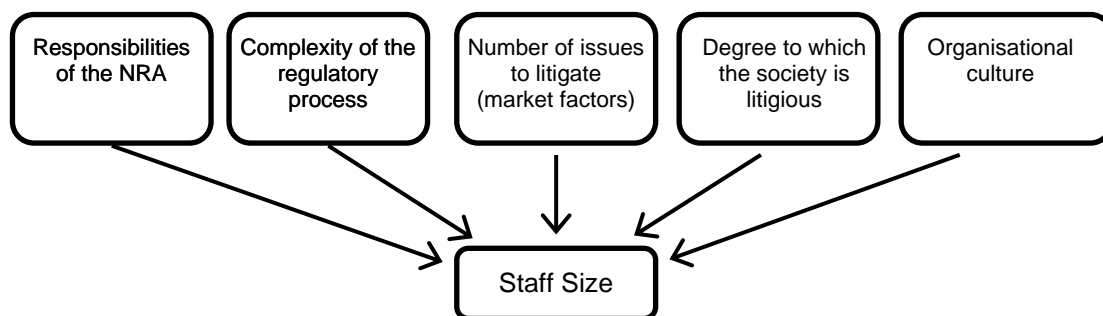 Responsibilities
of the NRA
Complexity of the
regulatory
process
Number of issues
to litigate
(market factors)
Degree to which
the society is
litigious
Organisational
culture
Staff Size